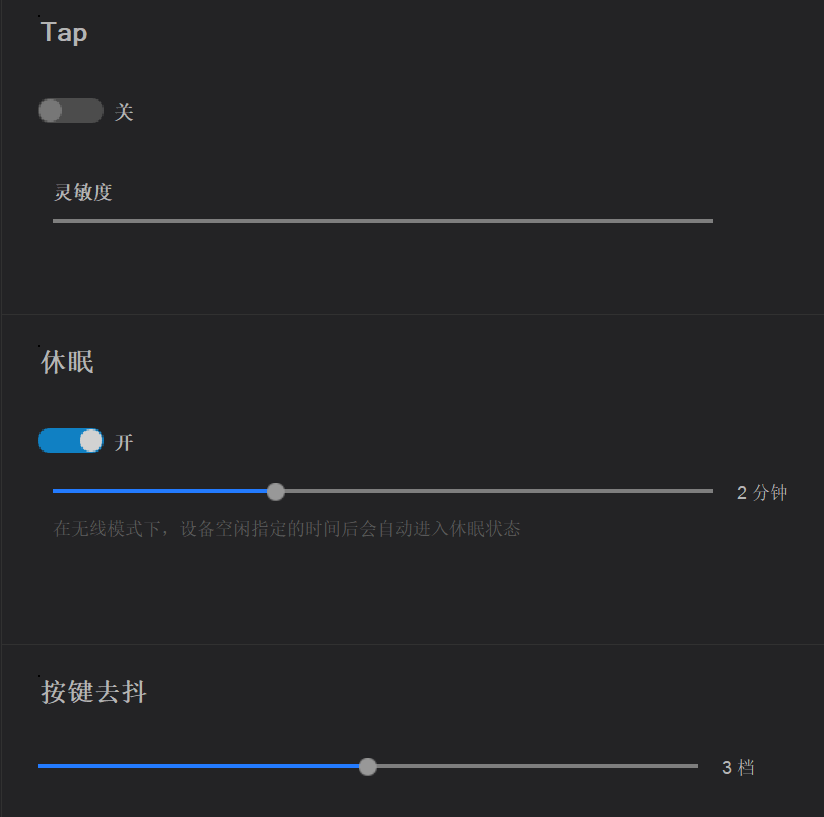 Tap
关
灵敏度
休眠
开
2 分钟
在无线模式下，设备空闲指定的时间后会自动进入休眠状态
按键去抖
3 档